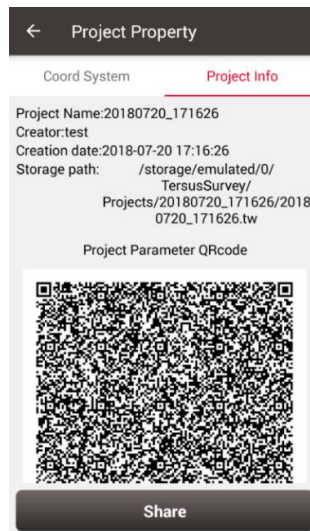 ← Project Property
Coord System Project Info
Project Name:20180720_171626
Creator:test
Creation date:2018-07-20 17:16:26
Storage path: /storage/emulated/0/
TersusSurvey/
Projects/20180720_171626/2018
0720_171626.tw
Project Parameter QRcode
Share